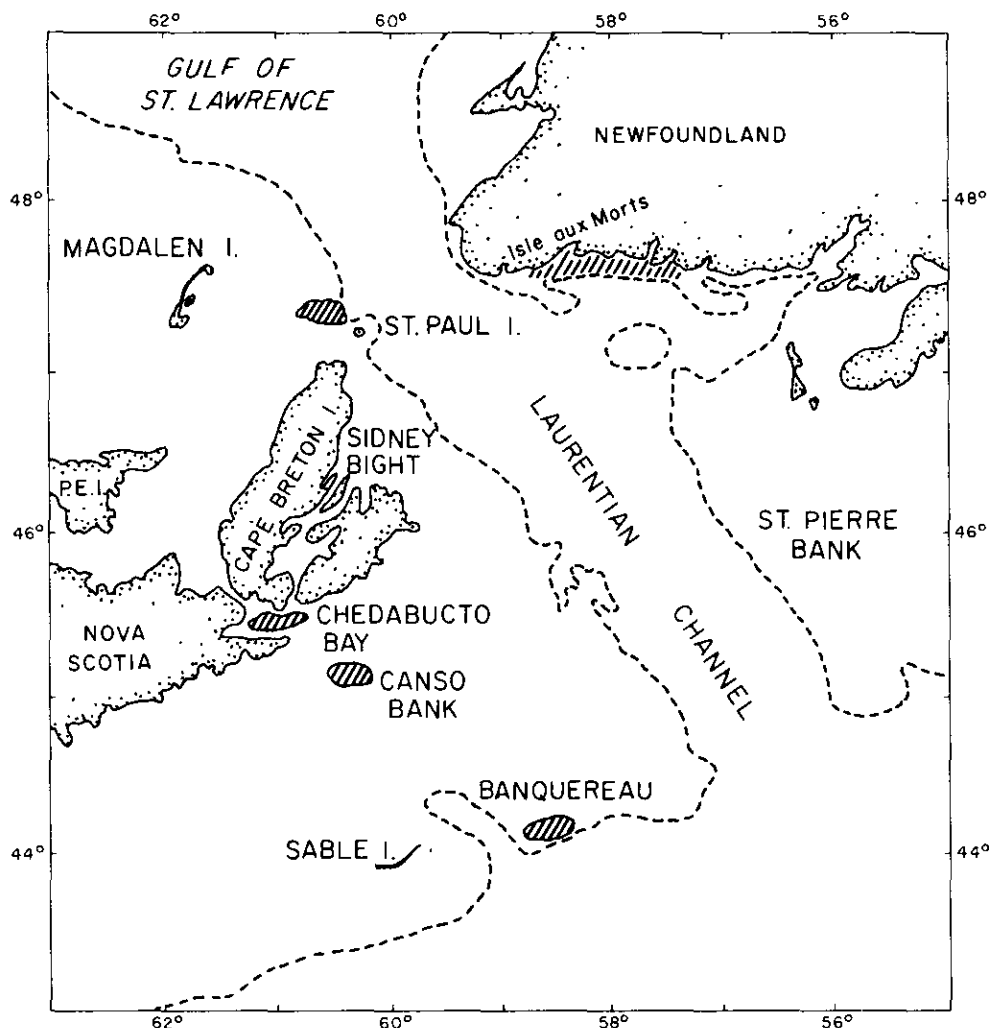 62° 60° 58° 56°
GULF OF
ST. LAWRENCE
NEWFOUNDLAND
48° 48°
Isle aux Morts
MAGDALEN I.
ST. PAUL I.
LAURENTIAN
CHANNEL
SIDNEY
BIGHT
CAPE BRETON I.
P.E.I.
46° 46°
ST. PIERRE
BANK
CHEDABUCTO
BAY
NOVA
SCOTIA
CANSO
BANK
BANQUEREAU
SABLE I.
44° 44°
62° 60° 58° 56°